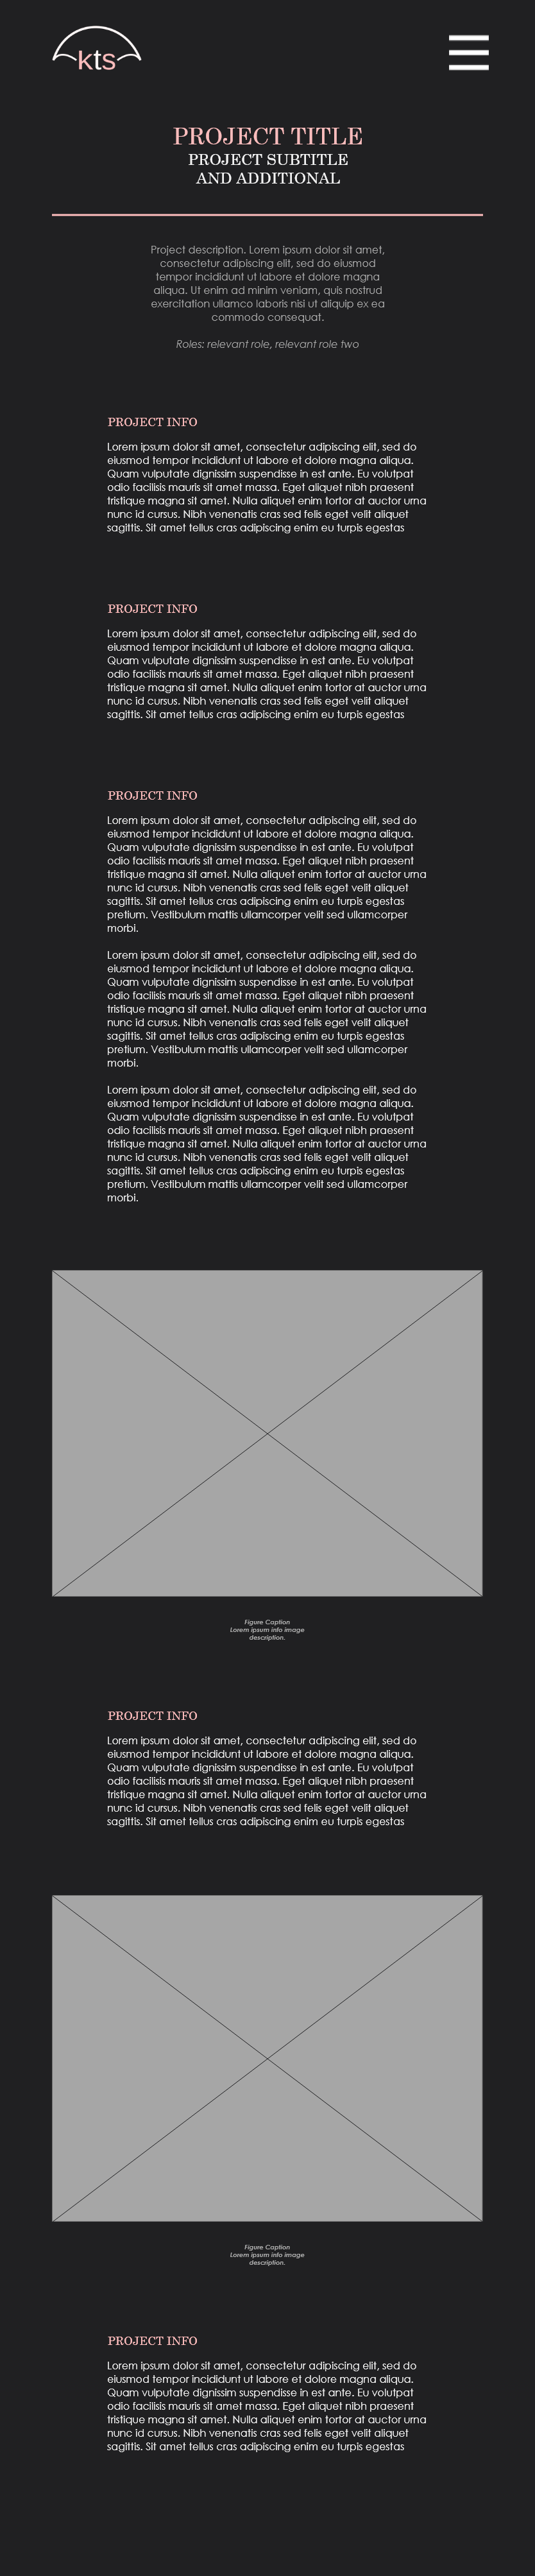 kts
PROJECT TITLE
PROJECT SUBTITLE
AND ADDITIONAL
Project description. Lorem ipsum dolor sit amet,
consectetur adipiscing elit, sed do eiusmod
tempor incididunt ut labore et dolore magna
aliqua. Ut enim ad minim veniam, quis nostrud
exercitation ullamco laboris nisi ut aliquip ex ea
commodo consequat.
Roles: relevant role, relevant role two
PROJECT INFO
Lorem ipsum dolor sit amet, consectetur adipiscing elit, sed do
eiusmod tempor incididunt ut labore et dolore magna aliqua.
Quam vulputate dignissim suspendisse in est ante. Eu volutpat
odio facilisis mauris sit amet massa. Eget aliquet nibh praesent
tristique magna sit amet. Nulla aliquet enim tortor at auctor urna
nunc id cursus. Nibh venenatis cras sed felis eget velit aliquet
sagittis. Sit amet tellus cras adipiscing enim eu turpis egestas
PROJECT INFO
Lorem ipsum dolor sit amet, consectetur adipiscing elit, sed do
eiusmod tempor incididunt ut labore et dolore magna aliqua.
Quam vulputate dignissim suspendisse in est ante. Eu volutpat
odio facilisis mauris sit amet massa. Eget aliquet nibh praesent
tristique magna sit amet. Nulla aliquet enim tortor at auctor urna
nunc id cursus. Nibh venenatis cras sed felis eget velit aliquet
sagittis. Sit amet tellus cras adipiscing enim eu turpis egestas
PROJECT INFO
Lorem ipsum dolor sit amet, consectetur adipiscing elit, sed do
eiusmod tempor incididunt ut labore et dolore magna aliqua.
Quam vulputate dignissim suspendisse in est ante. Eu volutpat
odio facilisis mauris sit amet massa. Eget aliquet nibh praesent
tristique magna sit amet. Nulla aliquet enim tortor at auctor urna
nunc id cursus. Nibh venenatis cras sed felis eget velit aliquet
sagittis. Sit amet tellus cras adipiscing enim eu turpis egestas
pretium. Vestibulum mattis ullamcorper velit sed ullamcorper
morbi.
Lorem ipsum dolor sit amet, consectetur adipiscing elit, sed do
eiusmod tempor incididunt ut labore et dolore magna aliqua.
Quam vulputate dignissim suspendisse in est ante. Eu volutpat
odio facilisis mauris sit amet massa. Eget aliquet nibh praesent
tristique magna sit amet. Nulla aliquet enim tortor at auctor urna
nunc id cursus. Nibh venenatis cras sed felis eget velit aliquet
sagittis. Sit amet tellus cras adipiscing enim eu turpis egestas
pretium. Vestibulum mattis ullamcorper velit sed ullamcorper
morbi.
Lorem ipsum dolor sit amet, consectetur adipiscing elit, sed do
eiusmod tempor incididunt ut labore et dolore magna aliqua.
Quam vulputate dignissim suspendisse in est ante. Eu volutpat
odio facilisis mauris sit amet massa. Eget aliquet nibh praesent
tristique magna sit amet. Nulla aliquet enim tortor at auctor urna
nunc id cursus. Nibh venenatis cras sed felis eget velit aliquet
sagittis. Sit amet tellus cras adipiscing enim eu turpis egestas
pretium. Vestibulum mattis ullamcorper velit sed ullamcorper
morbi.
Figure Caption
Lorem ipsum info image
description.
PROJECT INFO
Lorem ipsum dolor sit amet, consectetur adipiscing elit, sed do
eiusmod tempor incididunt ut labore et dolore magna aliqua.
Quam vulputate dignissim suspendisse in est ante. Eu volutpat
odio facilisis mauris sit amet massa. Eget aliquet nibh praesent
tristique magna sit amet. Nulla aliquet enim tortor at auctor urna
nunc id cursus. Nibh venenatis cras sed felis eget velit aliquet
sagittis. Sit amet tellus cras adipiscing enim eu turpis egestas
Figure Caption
Lorem ipsum info image
description.
PROJECT INFO
Lorem ipsum dolor sit amet, consectetur adipiscing elit, sed do
eiusmod tempor incididunt ut labore et dolore magna aliqua.
Quam vulputate dignissim suspendisse in est ante. Eu volutpat
odio facilisis mauris sit amet massa. Eget aliquet nibh praesent
tristique magna sit amet. Nulla aliquet enim tortor at auctor urna
nunc id cursus. Nibh venenatis cras sed felis eget velit aliquet
sagittis. Sit amet tellus cras adipiscing enim eu turpis egestas